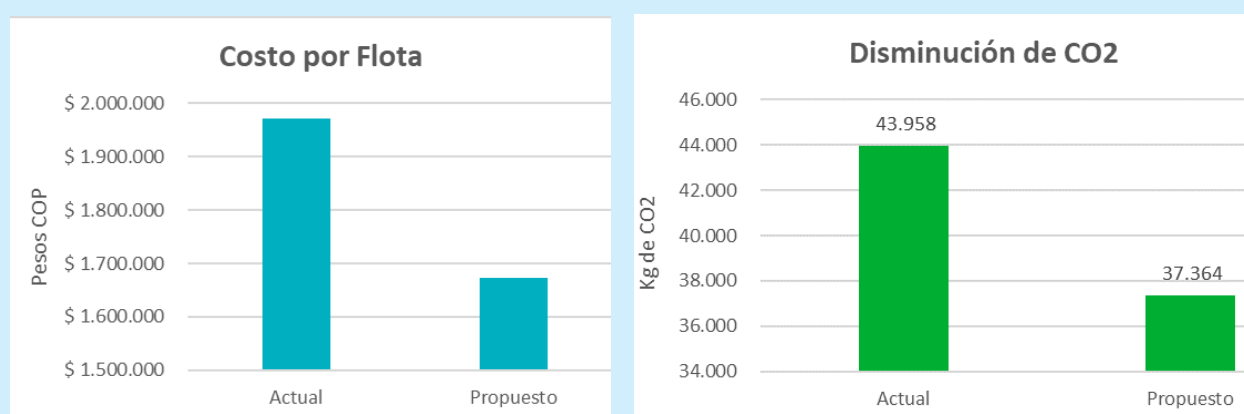 Costo por Flota
$ 2.000.000
$ 1.900.000
$ 1.800.000
$ 1.700.000
$ 1.600.000
$ 1.500.000
Pesos COP
Actual Propuesto
Disminución de CO2
46.000
44.000
42.000
40.000
38.000
36.000
34.000
Kg de CO2
43.958
37.364
Actual Propuesto